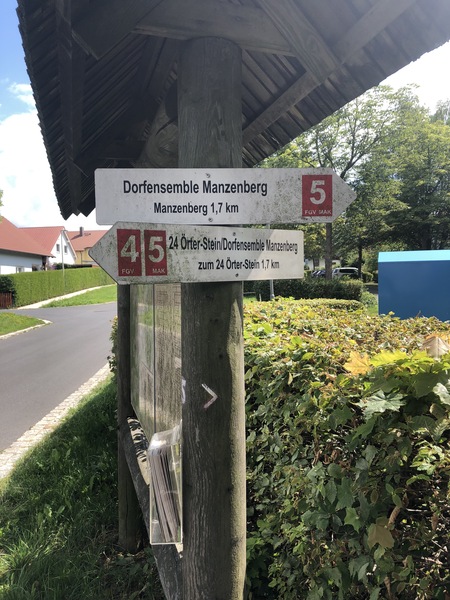 Dorfensemble Manzenberg
Manzenberg 1,7 km
5
FGV MAK
4 5
FGV MAK
24 Örter-Stein/Dorfensemble Manzenberg
zum 24 Örter-Stein 1,7 km